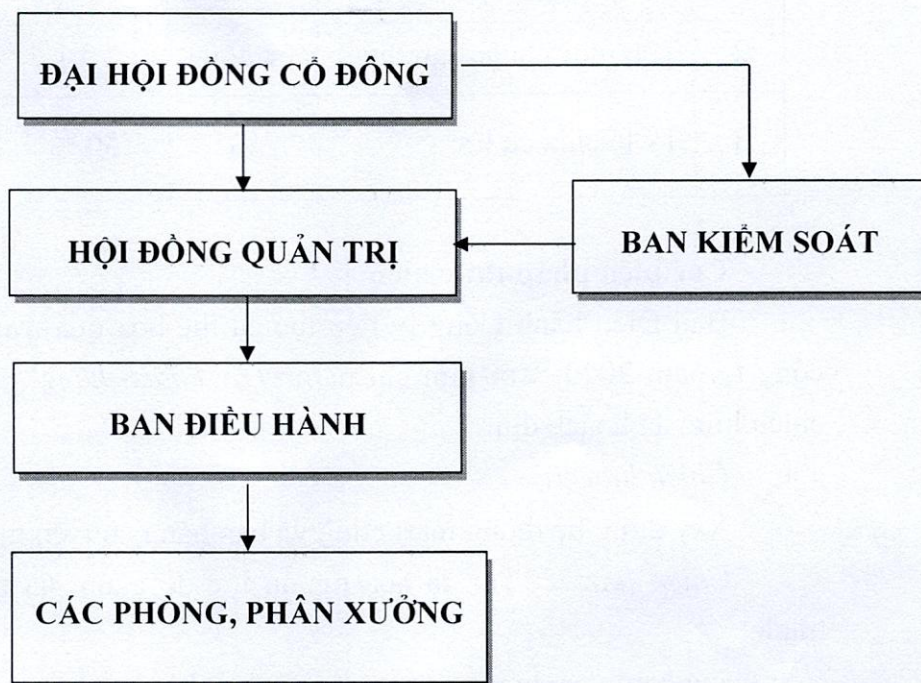 ĐẠI HỘI ĐỒNG CỔ ĐÔNG
HỘI ĐỒNG QUẢN TRỊ
BAN KIỂM SOÁT
BAN ĐIỀU HÀNH
CÁC PHÒNG, PHÂN XƯỞNG